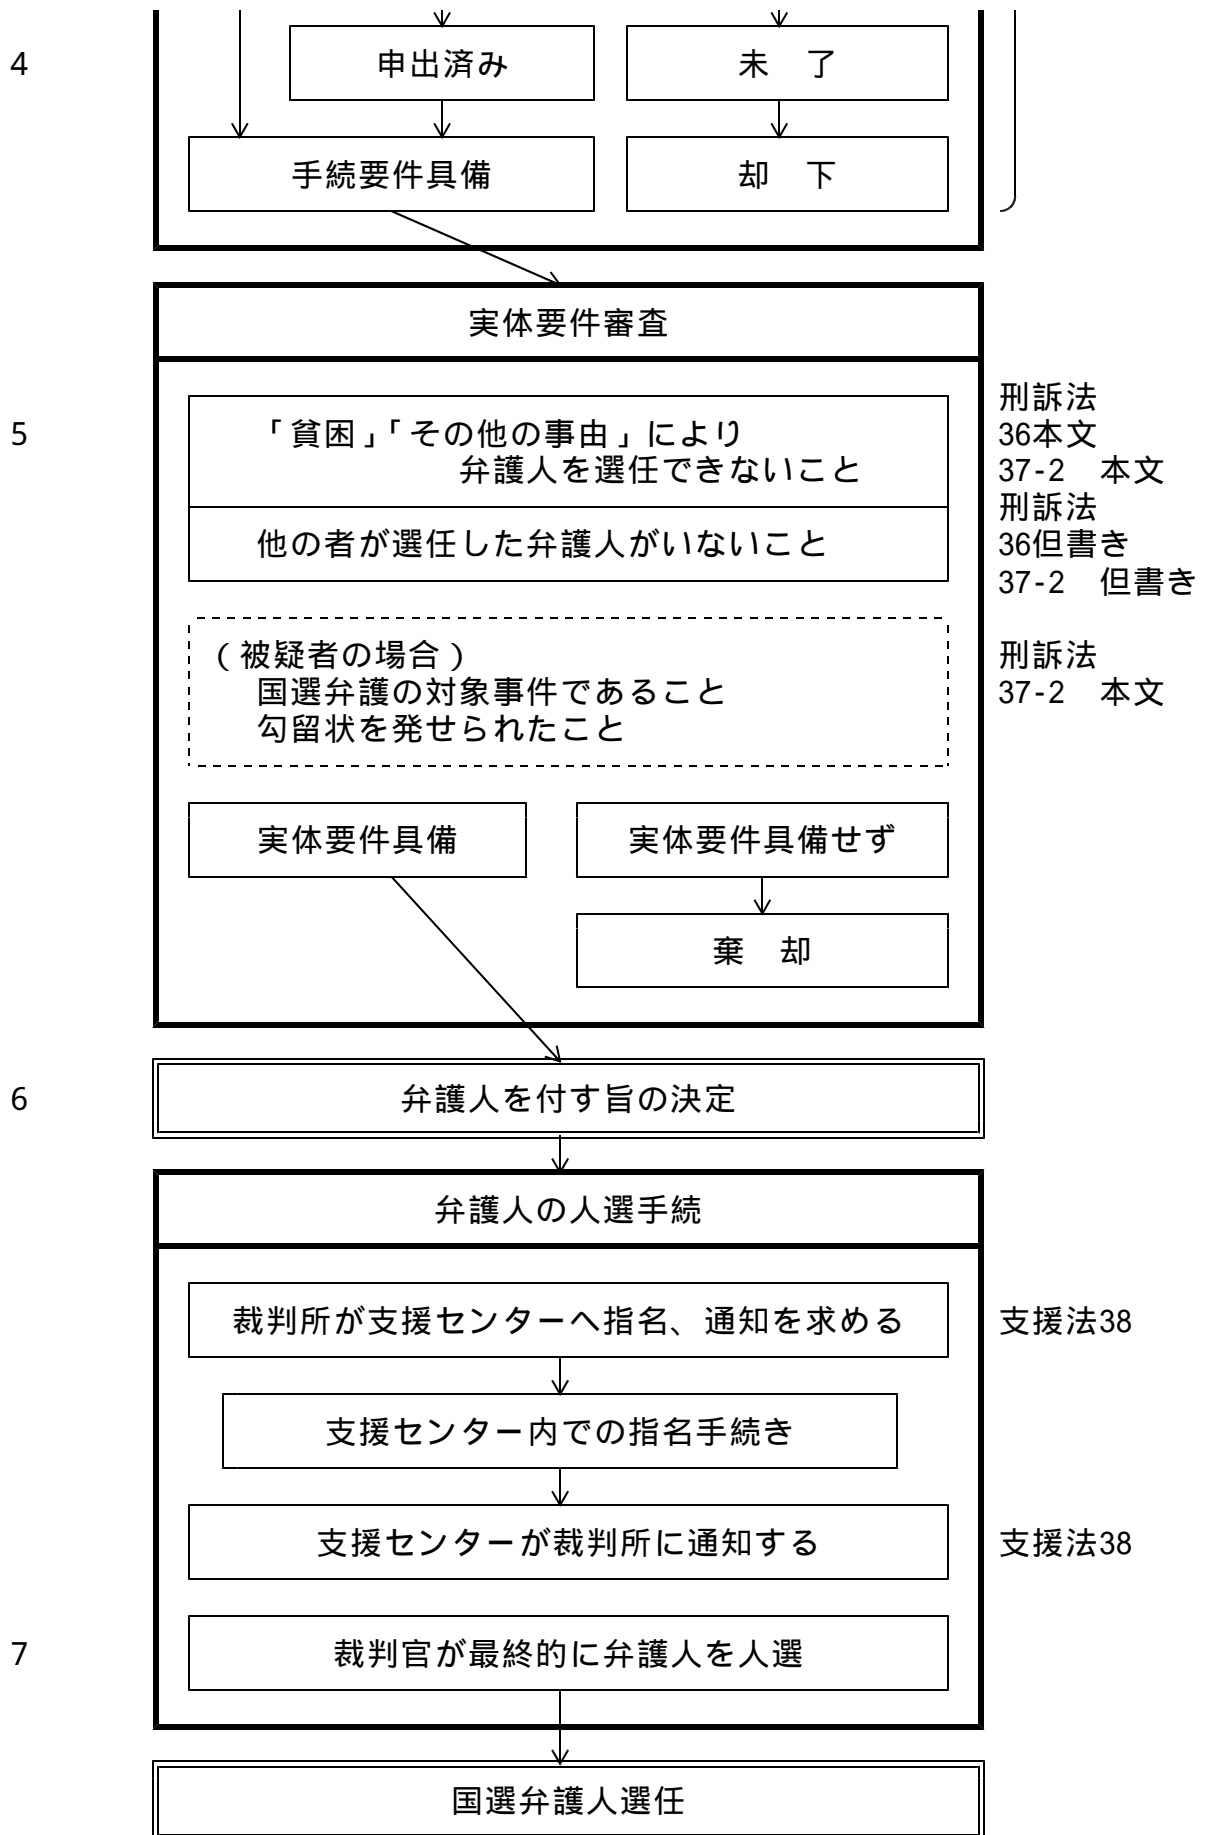 4
申出済み
未　了
手続要件具備
却　下
実体要件審査
5
「貧困」「その他の事由」により
弁護人を選任できないこと
他の者が選任した弁護人がいないこと
刑訴法
36本文
37-2　本文
刑訴法
36但書き
37-2　但書き
（被疑者の場合）
国選弁護の対象事件であること
勾留状を発せられたこと
刑訴法
37-2　本文
実体要件具備
実体要件具備せず
棄　却
6
弁護人を付す旨の決定
弁護人の人選手続
裁判所が支援センターへ指名、通知を求める
支援法38
支援センター内での指名手続き
支援センターが裁判所に通知する
支援法38
7
裁判官が最終的に弁護人を人選
国選弁護人選任